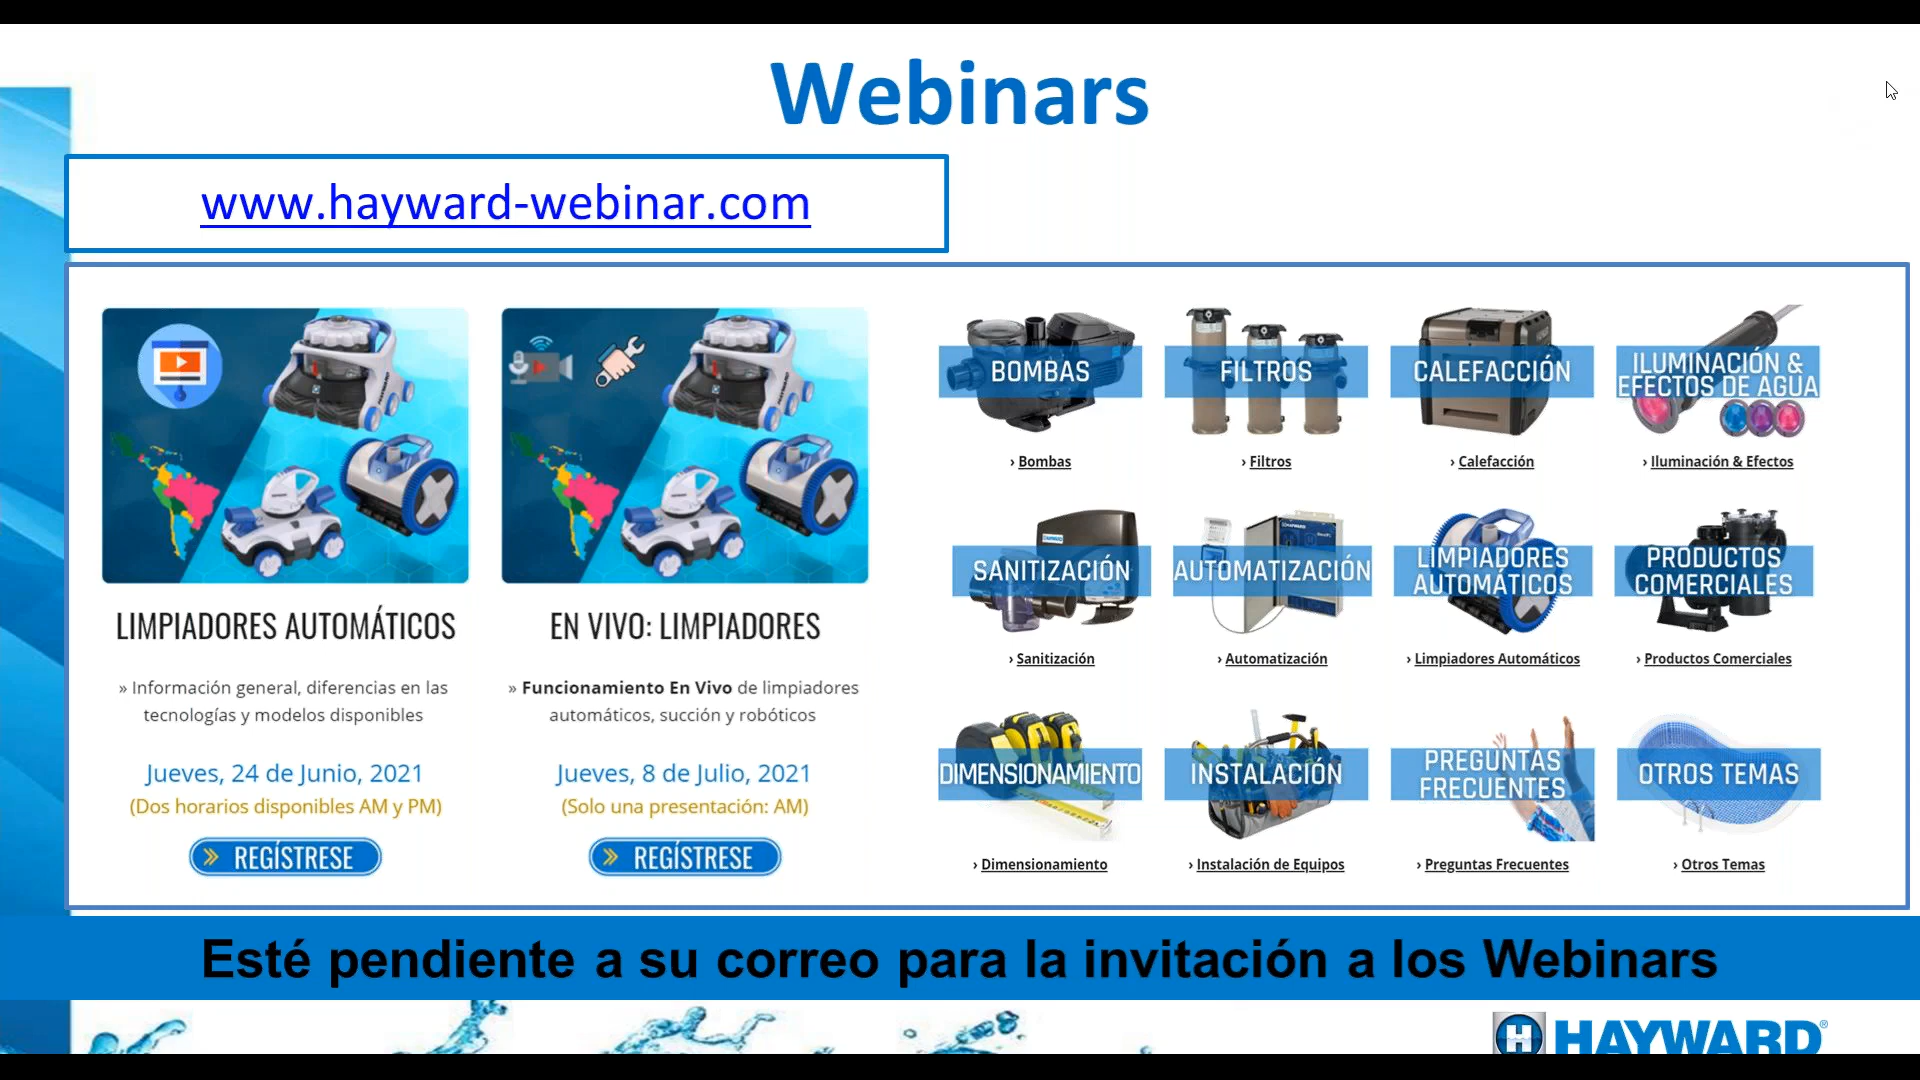 Webinars
www.hayward-webinar.com
LIMPIADORES AUTOMÁTICOS
» Información general, diferencias en las
tecnologías y modelos disponibles
Jueves, 24 de Junio, 2021
(Dos horarios disponibles AM y PM)
REGÍSTRESE
EN VIVO: LIMPIADORES
» Funcionamiento En Vivo de limpiadores
automáticos, succión y robóticos
Jueves, 8 de Julio, 2021
(Solo una presentación: AM)
REGÍSTRESE
BOMBAS
› Bombas
FILTROS
› Filtros
CALEFACCIÓN
› Calefacción
ILUMINACIÓN &
EFECTOS DE AGUA
› Iluminación & Efectos
SANITIZACIÓN
› Sanitización
AUTOMATIZACIÓN
› Automatización
LIMPIADORES
AUTOMÁTICOS
› Limpiadores Automáticos
PRODUCTOS
COMERCIALES
› Productos Comerciales
DIMENSIONAMIENTO
› Dimensionamiento
INSTALACIÓN
› Instalación de Equipos
PREGUNTAS
FRECUENTES
› Preguntas Frecuentes
OTROS TEMAS
› Otros Temas
Esté pendiente a su correo para la invitación a los Webinars
H HAYWARD®